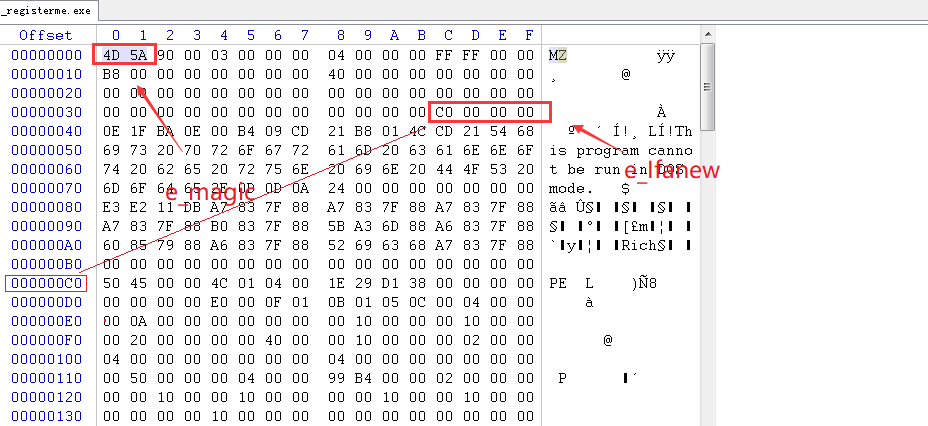 _registerme.exe
Offset 0 1 2 3 4 5 6 7 8 9 A B C D E F
00000000 4D 5A 90 00 03 00 00 00 04 00 00 00 FF FF 00 00 MZ ÿÿ
00000010 B8 00 00 00 00 00 00 00 40 00 00 00 00 00 00 00 ¸ @
00000020 00 00 00 00 00 00 00 00 00 00 00 00 00 00 00 00
00000030 00 00 00 00 00 00 00 00 00 00 00 00 C0 00 00 00 À
00000040 0E 1F BA 0E 00 B4 09 CD 21 B8 01 4C CD 21 54 68 º ´ Í!¸ LÍ!Th
00000050 69 73 20 70 72 6F 67 72 61 6D 20 63 61 6E 6E 6F is program canno
00000060 74 20 62 65 20 72 75 6E 20 69 6E 20 44 4F 53 20 t be run in DOS
00000070 6D 6F 64 65 2E 0D 0D 0A 24 00 00 00 00 00 00 00 mode. $
00000080 E3 E2 11 DB A7 83 7F 88 A7 83 7F 88 A7 83 7F 88 ãâ Û§ § §
00000090 A7 83 7F 88 B0 83 7F 88 5B A3 6D 88 A6 83 7F 88 § ° [£m ¦
000000A0 60 85 79 88 A6 83 7F 88 52 69 63 68 A7 83 7F 88 ` y ¦ Rich§
000000B0 00 00 00 00 00 00 00 00 00 00 00 00 00 00 00 00
000000C0 50 45 00 00 4C 01 04 00 1E 29 D1 38 00 00 00 00 PE L )Ñ8
000000D0 00 00 00 00 E0 00 0F 01 0B 01 05 0C 00 04 00 00 à
000000E0 00 0A 00 00 00 00 00 00 00 10 00 00 00 10 00 00
000000F0 00 20 00 00 00 00 40 00 00 10 00 00 00 02 00 00 @
00000100 04 00 00 00 00 00 00 00 04 00 00 00 00 00 00 00
00000110 00 50 00 00 00 04 00 00 99 B4 00 00 02 00 00 00 P ´
00000120 00 00 10 00 00 10 00 00 00 00 10 00 00 10 00 00
00000130 00 00 00 00 10 00 00 00 00 00 00 00 00 00 00 00
e_magic
e_lfanew